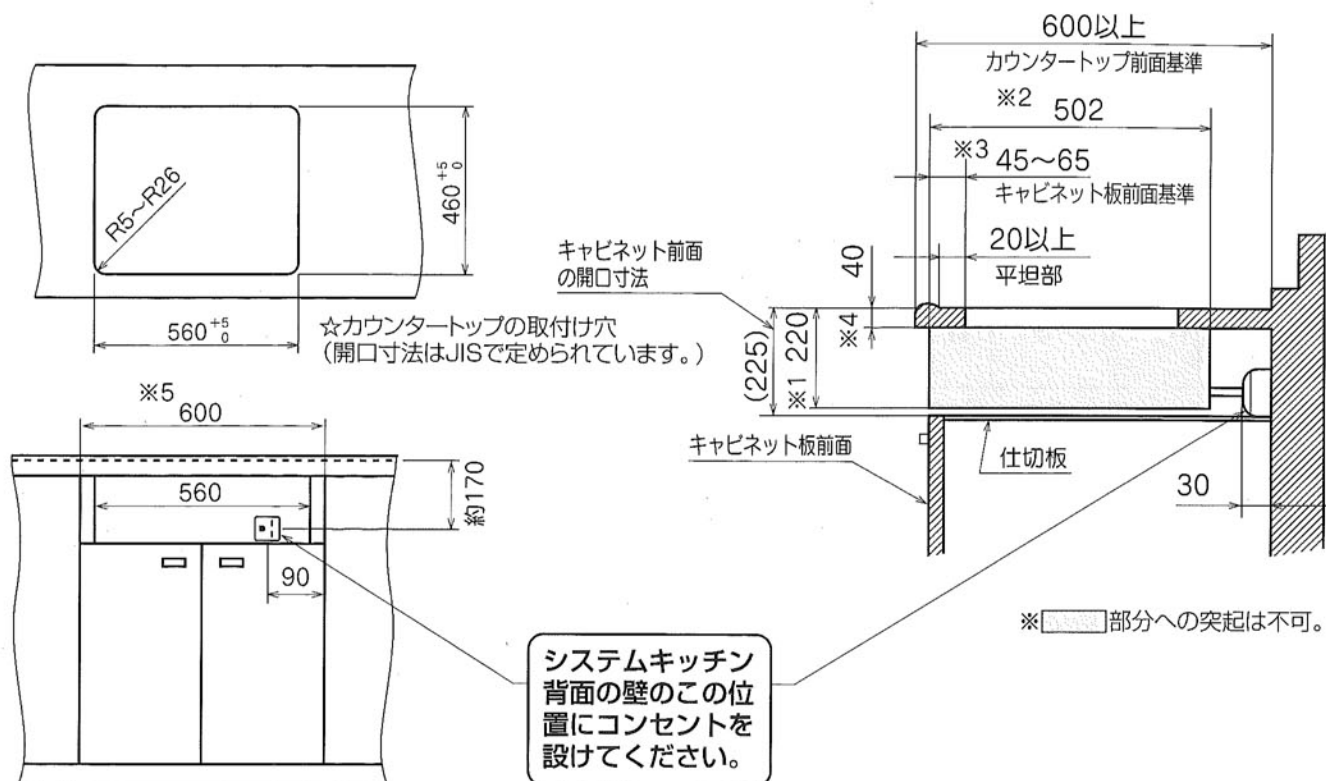 R5〜R26
460 +5 0
560 +5 0
☆カウンタートップの取付け穴
（開口寸法はJISで定められています。）
※5
600
560
約170
90
600以上
カウンタートップ前面基準
※2
502
※3 45〜65
キャビネット板前面基準
20以上
平坦部
キャビネット前面
の開口寸法
40
※4
(225)
※1 220
キャビネット板前面
仕切板
30
※ 部分への突起は不可。
システムキッチン
背面の壁のこの位
置にコンセントを
設けてください。